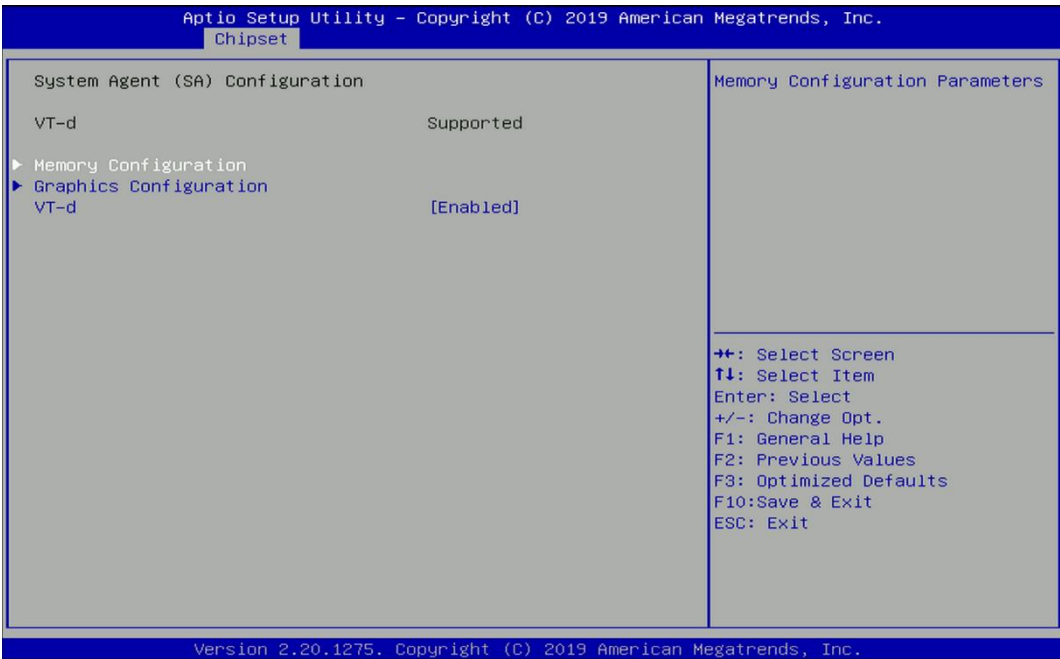 Aptio Setup Utility – Copyright (C) 2019 American Megatrends, Inc.
Chipset
System Agent (SA) Configuration
VT-d Supported
► Memory Configuration
► Graphics Configuration
VT-d [Enabled]
Memory Configuration Parameters
→←: Select Screen
↑↓: Select Item
Enter: Select
+/-: Change Opt.
F1: General Help
F2: Previous Values
F3: Optimized Defaults
F10:Save & Exit
ESC: Exit
Version 2.20.1275. Copyright (C) 2019 American Megatrends, Inc.